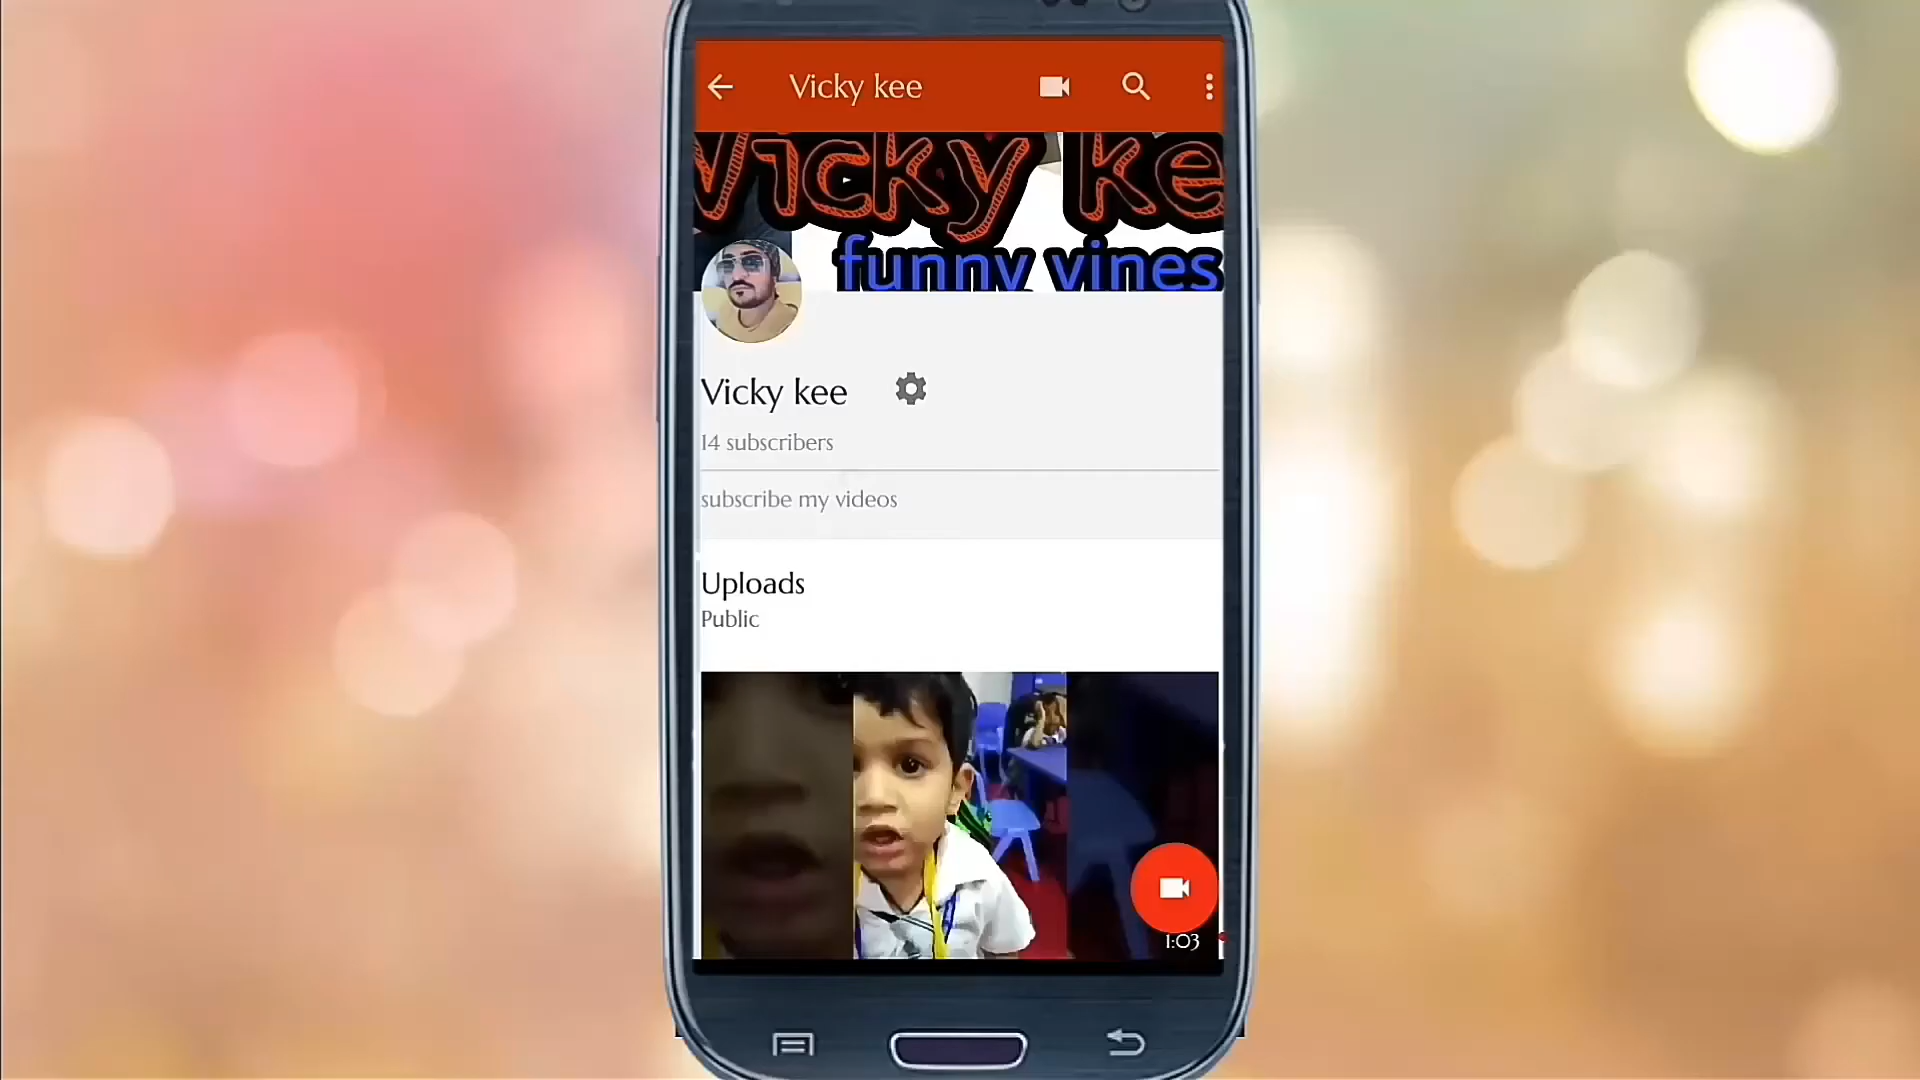 Vicky kee
Vicky ke
funny vines
Vicky kee
14 subscribers
subscribe my videos
Uploads
Public
1:03